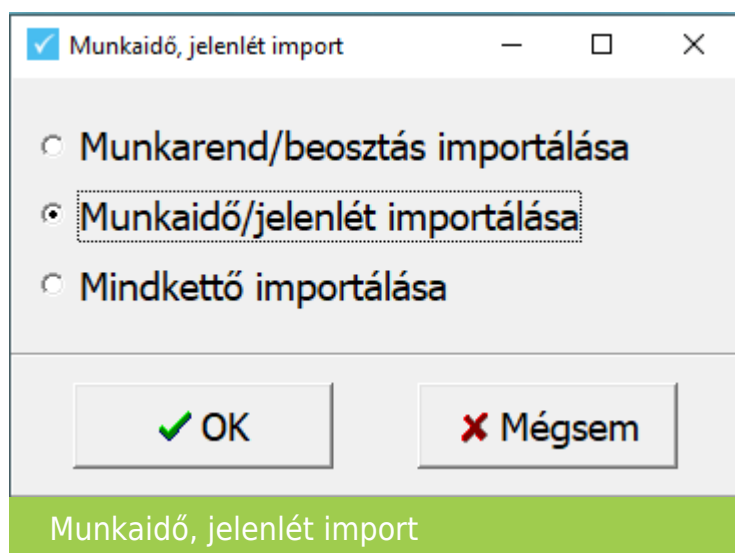 Munkaidő, jelenlét import
Munkarend/beosztás importálása
Munkaidő/jelenlét importálása
Mindkettő importálása
OK
Mégsem
Munkaidő, jelenlét import